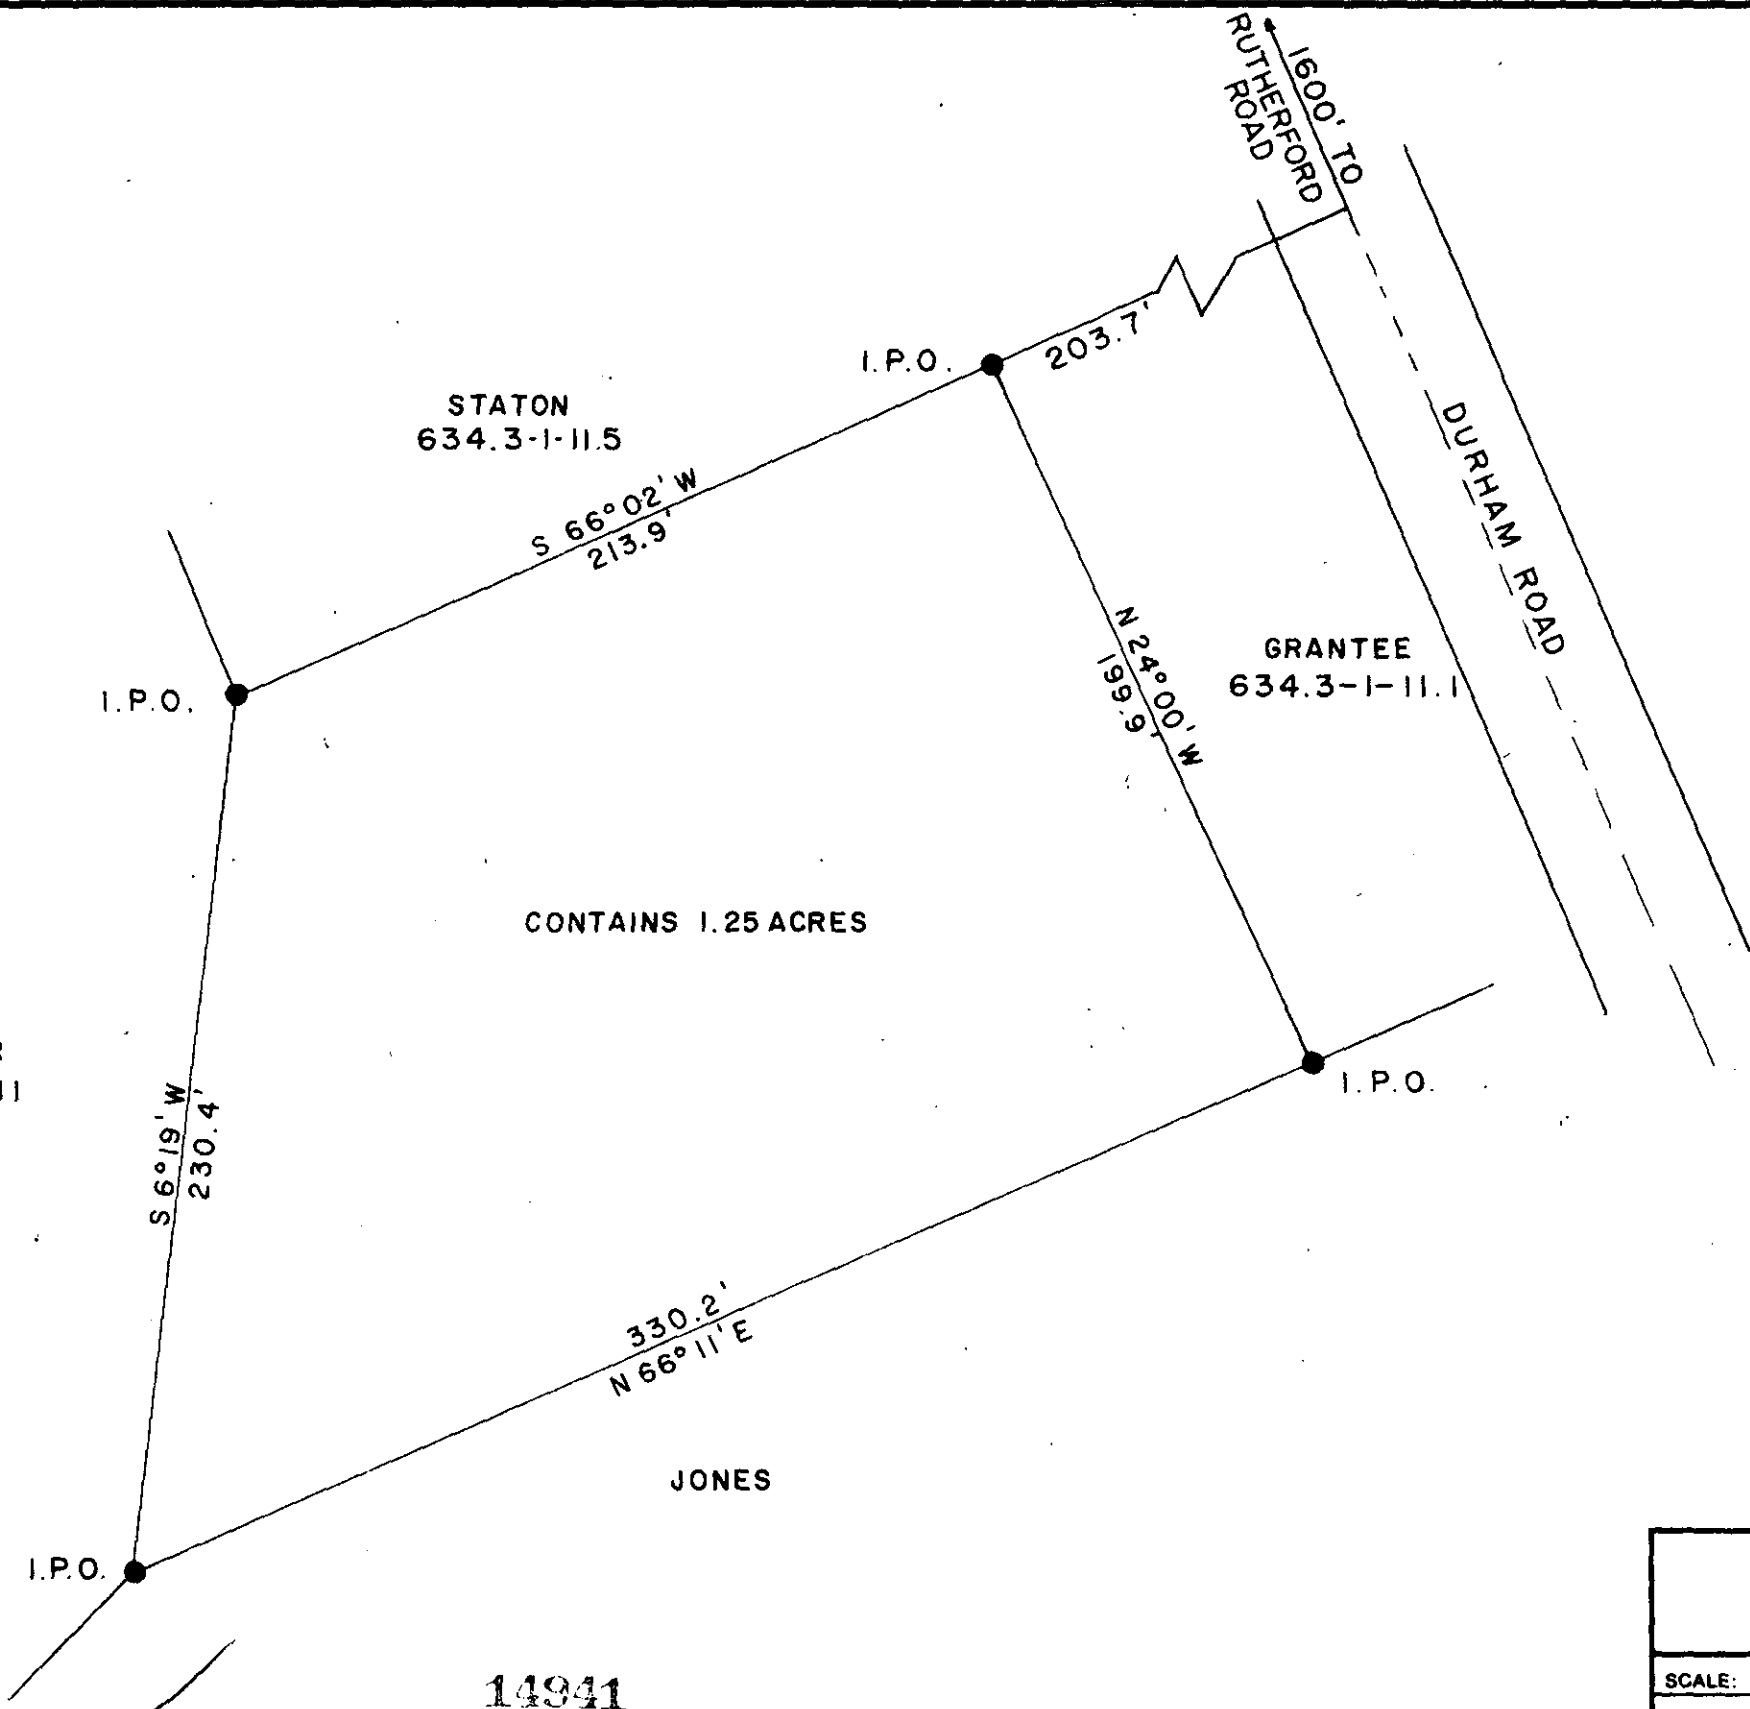 1600' TO
RUTHERFORD
ROAD
203.7'
I.P.O.
STATON
634.3-1-11.5
S 66°02' W
213.9'
DURHAM ROAD
N 24°00' W
199.9'
GRANTEE
634.3-1-11.1
I.P.O.
CONTAINS 1.25 ACRES
I.P.O.
11
S 6°19' W
230.4'
330.2'
N 66°11' E
JONES
I.P.O.
14941
SCALE: